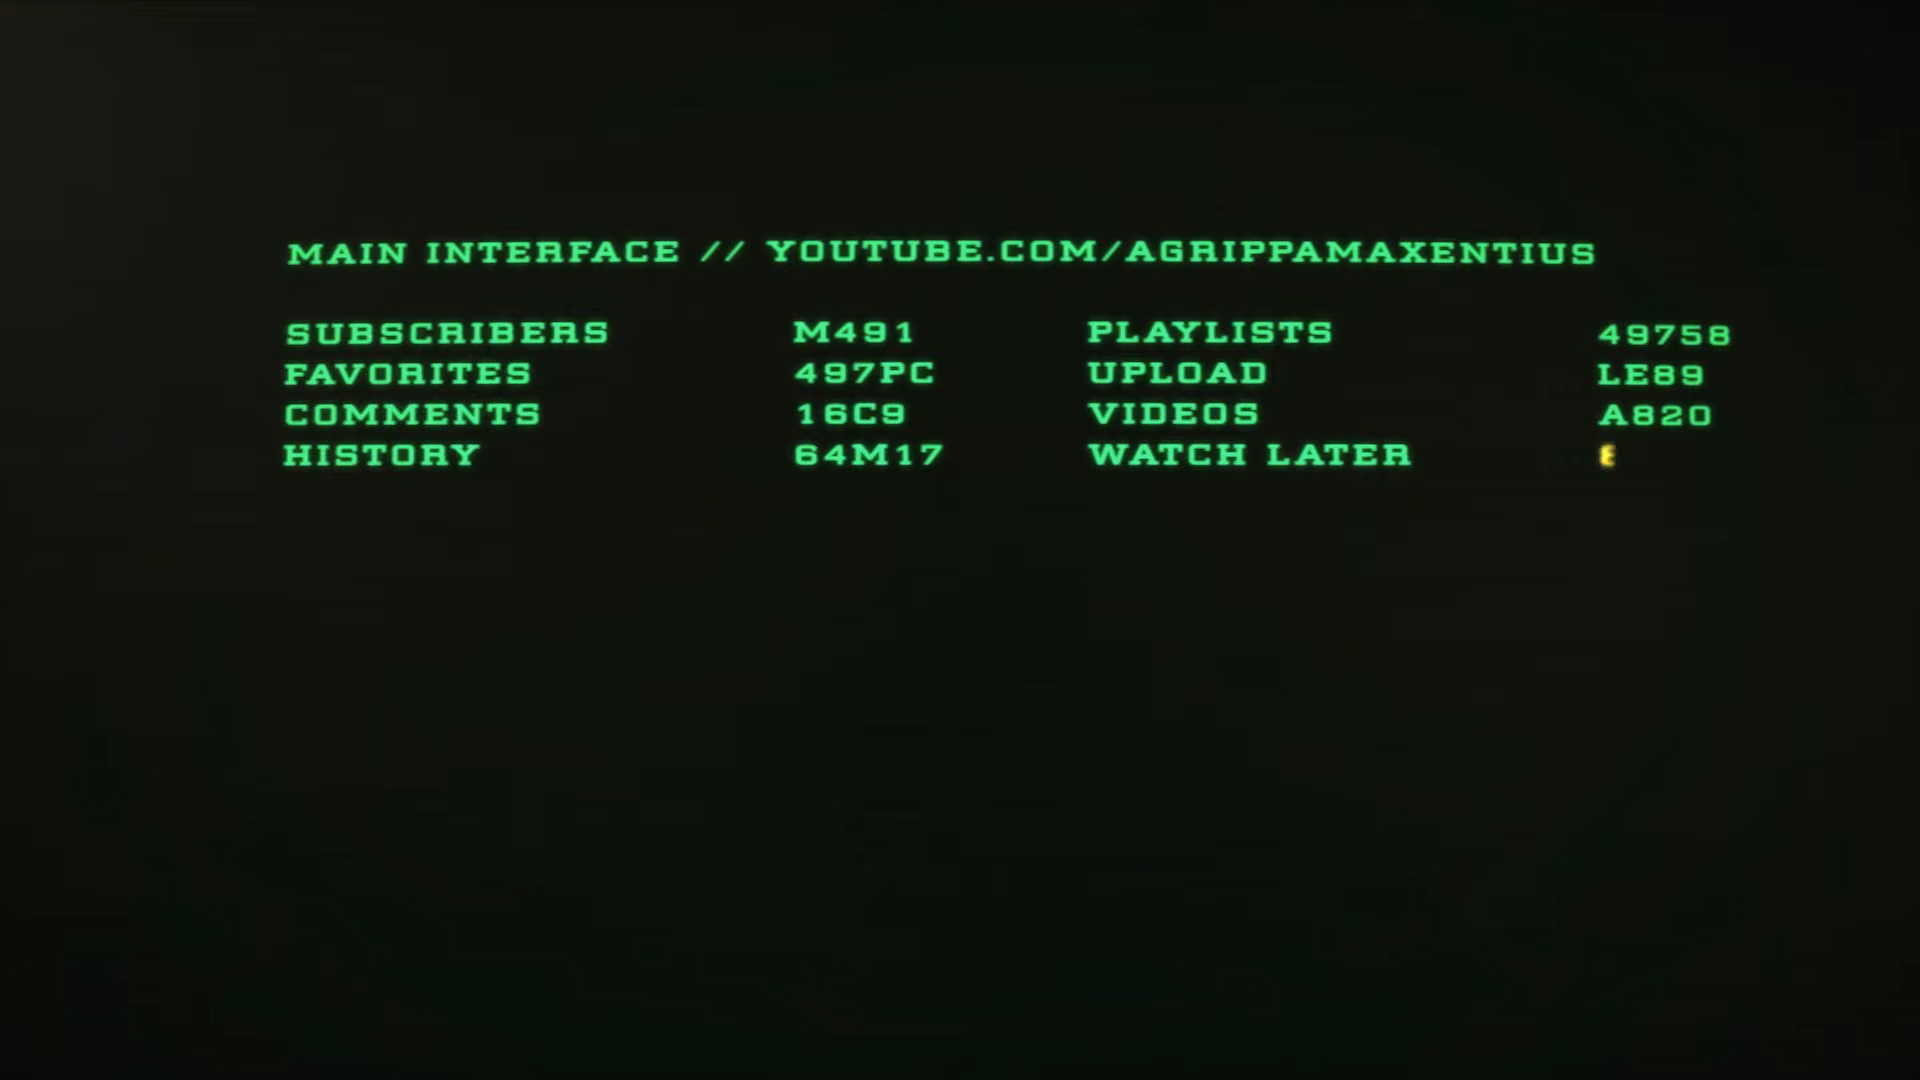 MAIN INTERFACE // YOUTUBE.COM/AGRIPPAMAXENTIUS
SUBSCRIBERS M491 PLAYLISTS 49758
FAVORITES 497PC UPLOAD LE89
COMMENTS 16C9 VIDEOS A820
HISTORY 64M17 WATCH LATER